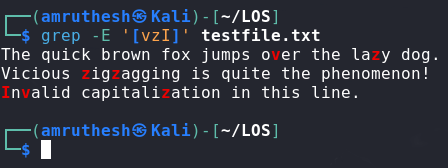 ┌──(amruthesh㉿Kali)-[~/LOS]
└─$ grep -E '[vzI]' testfile.txt
The quick brown fox jumps over the lazy dog.
Vicious zigzagging is quite the phenomenon!
Invalid capitalization in this line.
┌──(amruthesh㉿Kali)-[~/LOS]
└─$